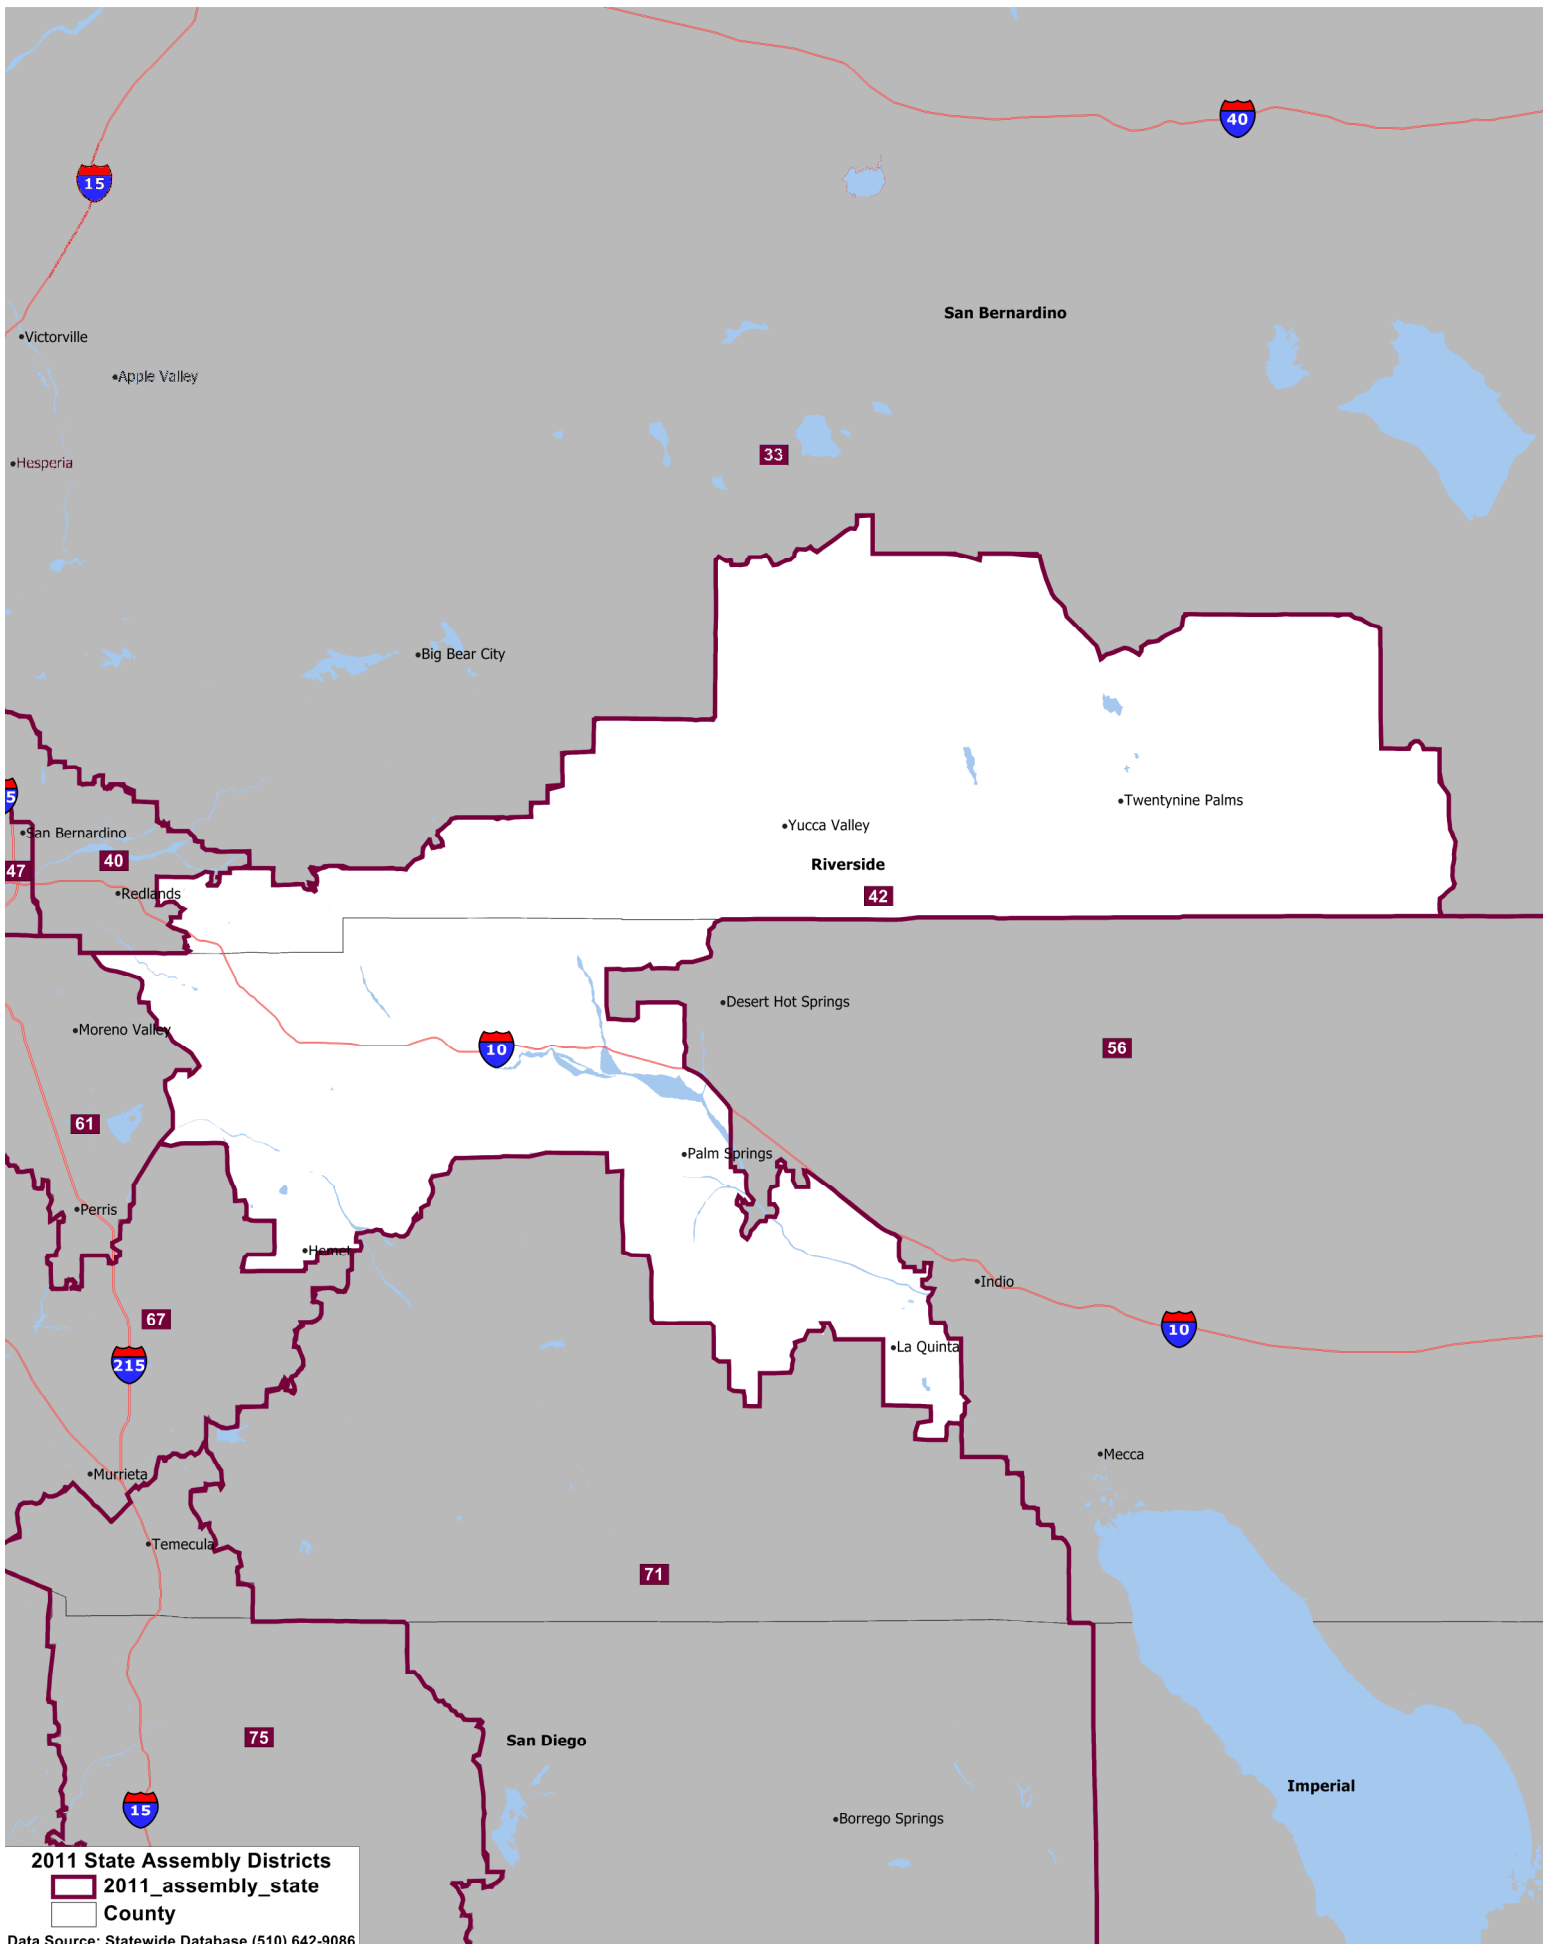 40
15
San Bernardino
Victorville
Apple Valley
33
Hesperia
Big Bear City
5
Twentynine Palms
Yucca Valley
San Bernardino
40
Riverside
47
Redlands
42
Desert Hot Springs
Moreno Valley
10
56
61
Palm Springs
Perris
Hemet
Indio
67
10
La Quinta
215
Mecca
Murrieta
Temecula
71
75
San Diego
Imperial
15
Borrego Springs
2011 State Assembly Districts
2011_assembly_state
County
Data Source: Statewide Database (510) 642-9086